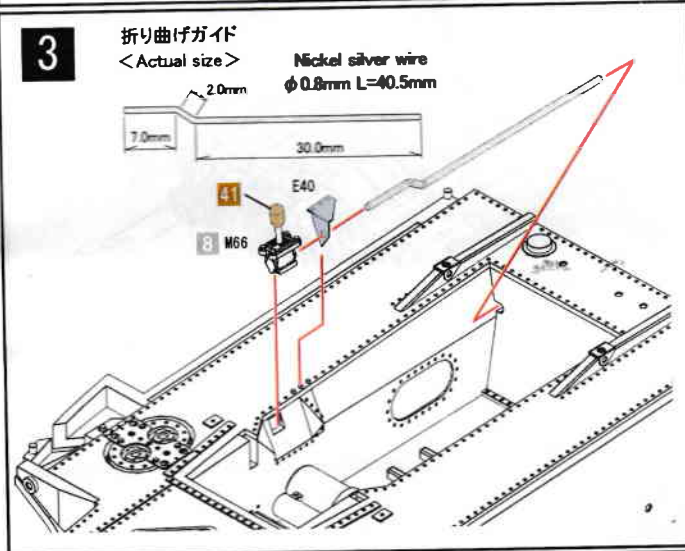 3
折り曲げガイド
<Actual size>
Nickel silver wire
φ0.8mm L=40.5mm
2.0mm
7.0mm
30.0mm
41
E40
8 M66